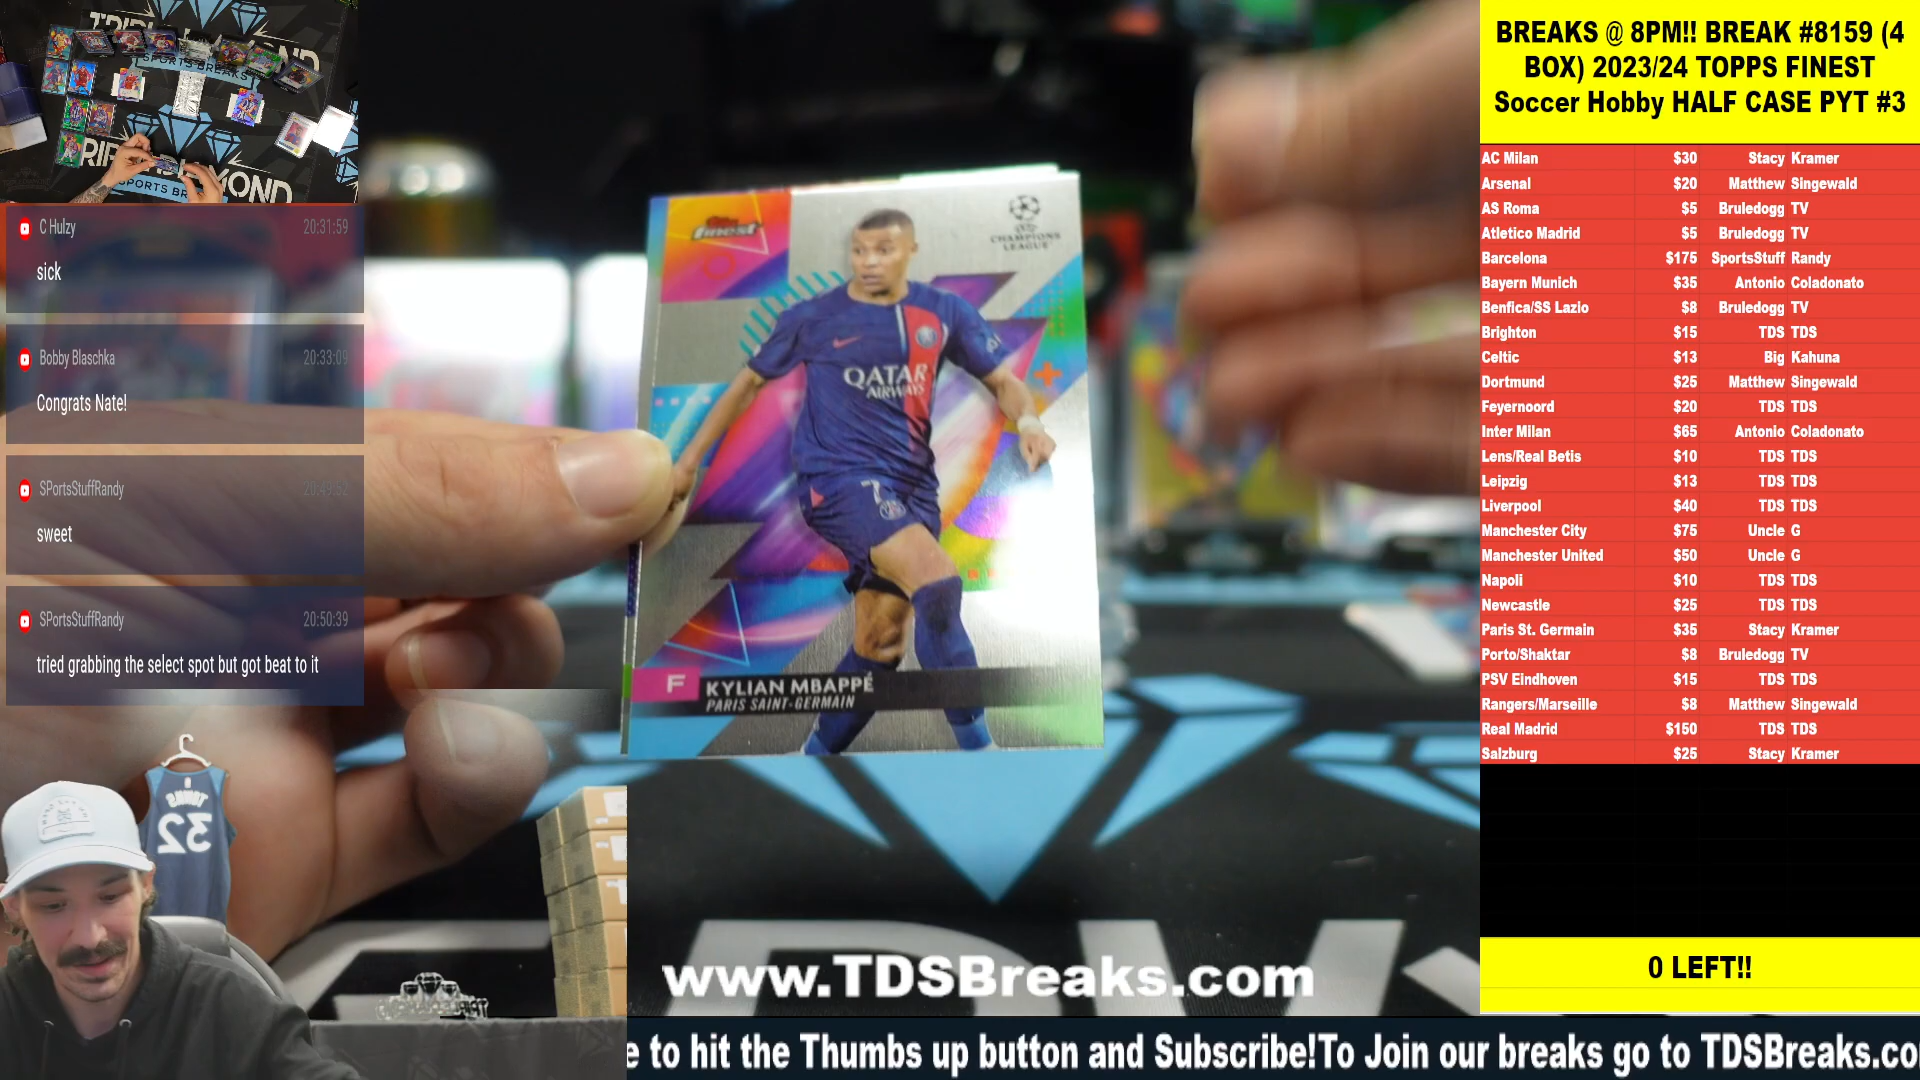 C Hulzy 20:31:59
sick
Bobby Blaschka 20:33:09
Congrats Nate!
SPortsStuffRandy 20:49:52
sweet
SPortsStuffRandy 20:50:39
tried grabbing the select spot but got beat to it
SPORTS BREAKS
finest
CHAMPIONS
LEAGUE
QATAR
AIRWAYS
7
F KYLIAN MBAPPÉ
PARIS SAINT-GERMAIN
32
www.TDSBreaks.com
e to hit the Thumbs up button and Subscribe!To Join our breaks go to TDSBreaks.co
BREAKS @ 8PM!! BREAK #8159 (4
BOX) 2023/24 TOPPS FINEST
Soccer Hobby HALF CASE PYT #3
AC Milan $30 Stacy Kramer
Arsenal $20 Matthew Singewald
AS Roma $5 Bruledogg TV
Atletico Madrid $5 Bruledogg TV
Barcelona $175 SportsStuff Randy
Bayern Munich $35 Antonio Coladonato
Benfica/SS Lazio $8 Bruledogg TV
Brighton $15 TDS TDS
Celtic $13 Big Kahuna
Dortmund $25 Matthew Singewald
Feyernoord $20 TDS TDS
Inter Milan $65 Antonio Coladonato
Lens/Real Betis $10 TDS TDS
Leipzig $13 TDS TDS
Liverpool $40 TDS TDS
Manchester City $75 Uncle G
Manchester United $50 Uncle G
Napoli $10 TDS TDS
Newcastle $25 TDS TDS
Paris St. Germain $35 Stacy Kramer
Porto/Shaktar $8 Bruledogg TV
PSV Eindhoven $15 TDS TDS
Rangers/Marseille $8 Matthew Singewald
Real Madrid $150 TDS TDS
Salzburg $25 Stacy Kramer
0 LEFT!!